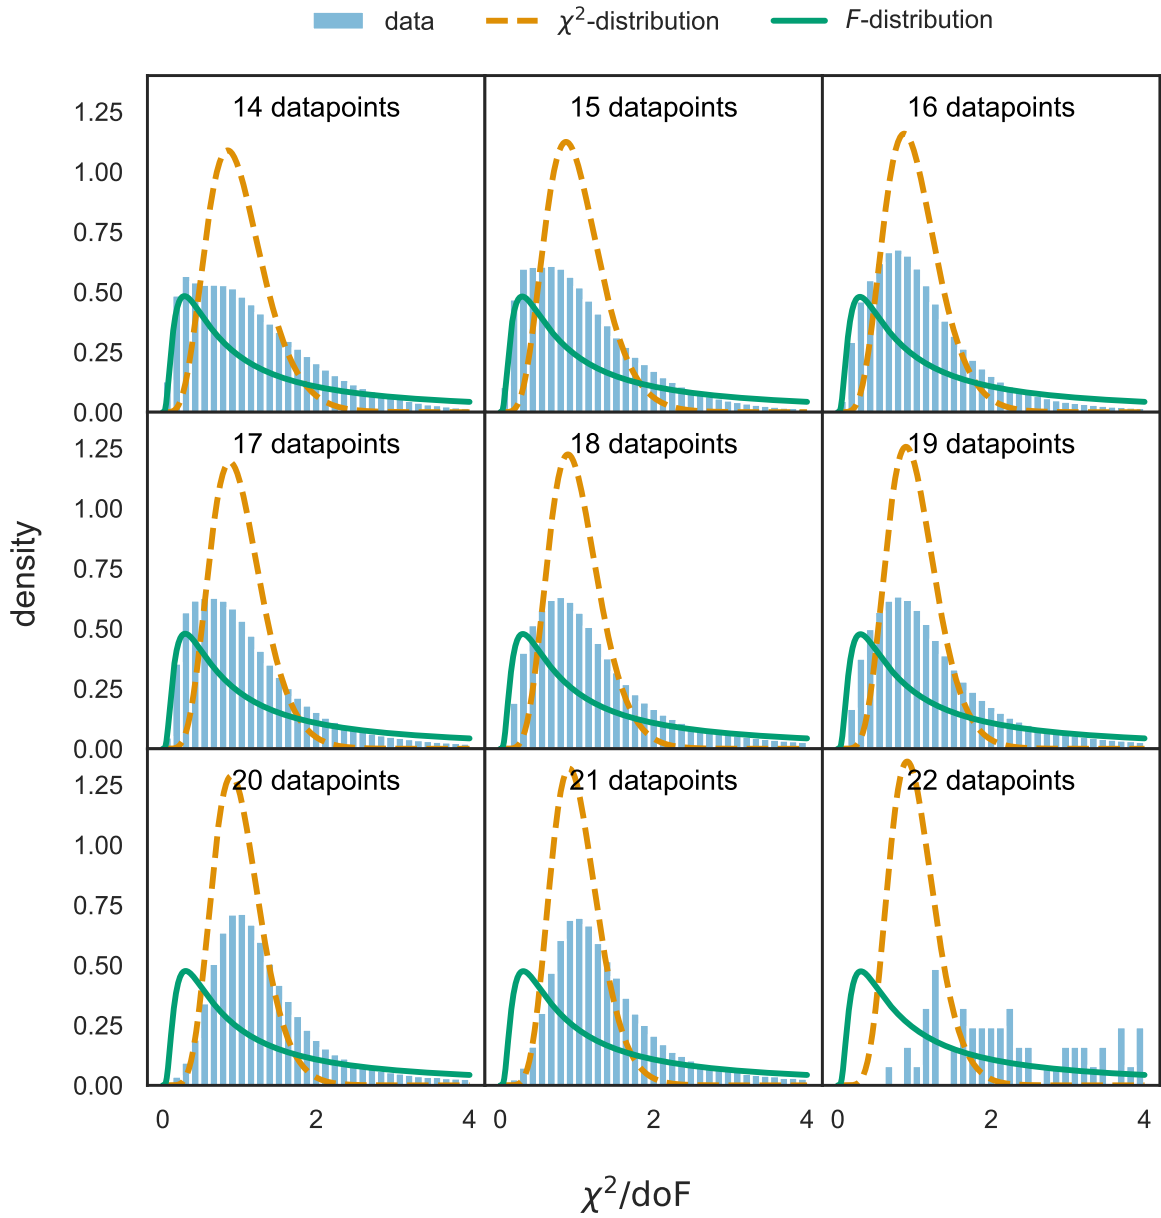 data χ²-distribution F-distribution
14 datapoints 15 datapoints 16 datapoints
1.25
1.00
0.75
0.50
0.25
0.00
17 datapoints 18 datapoints 19 datapoints
1.25
1.00
0.75
0.50
0.25
0.00
20 datapoints 21 datapoints 22 datapoints
1.25
1.00
0.75
0.50
0.25
0.00
0 2 4 0 2 4 0 2 4
density
χ²/doF